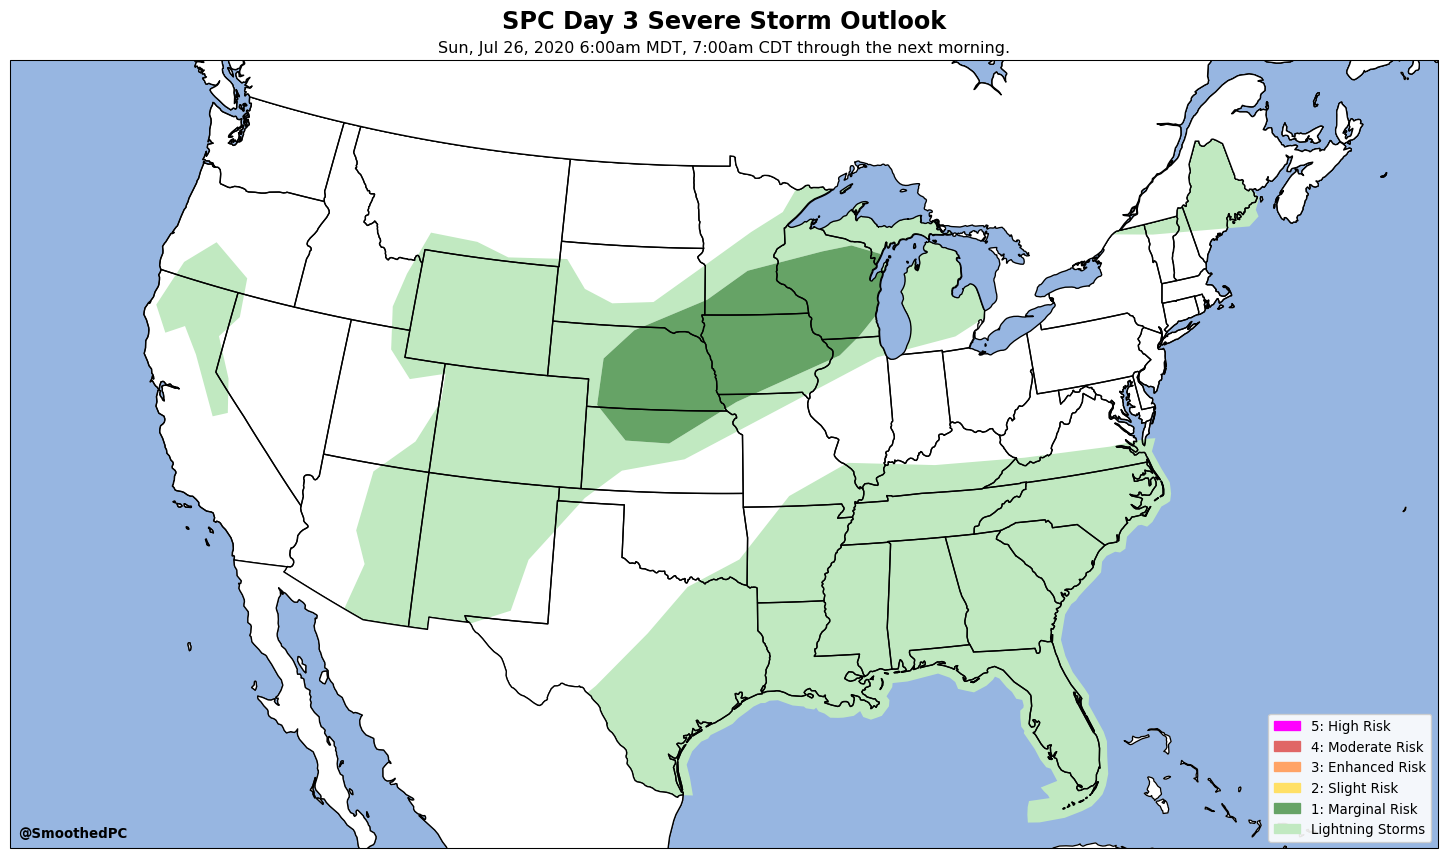 SPC Day 3 Severe Storm Outlook
Sun, Jul 26, 2020 6:00am MDT, 7:00am CDT through the next morning.
5: High Risk
4: Moderate Risk
3: Enhanced Risk
2: Slight Risk
1: Marginal Risk
Lightning Storms
@SmoothedPC